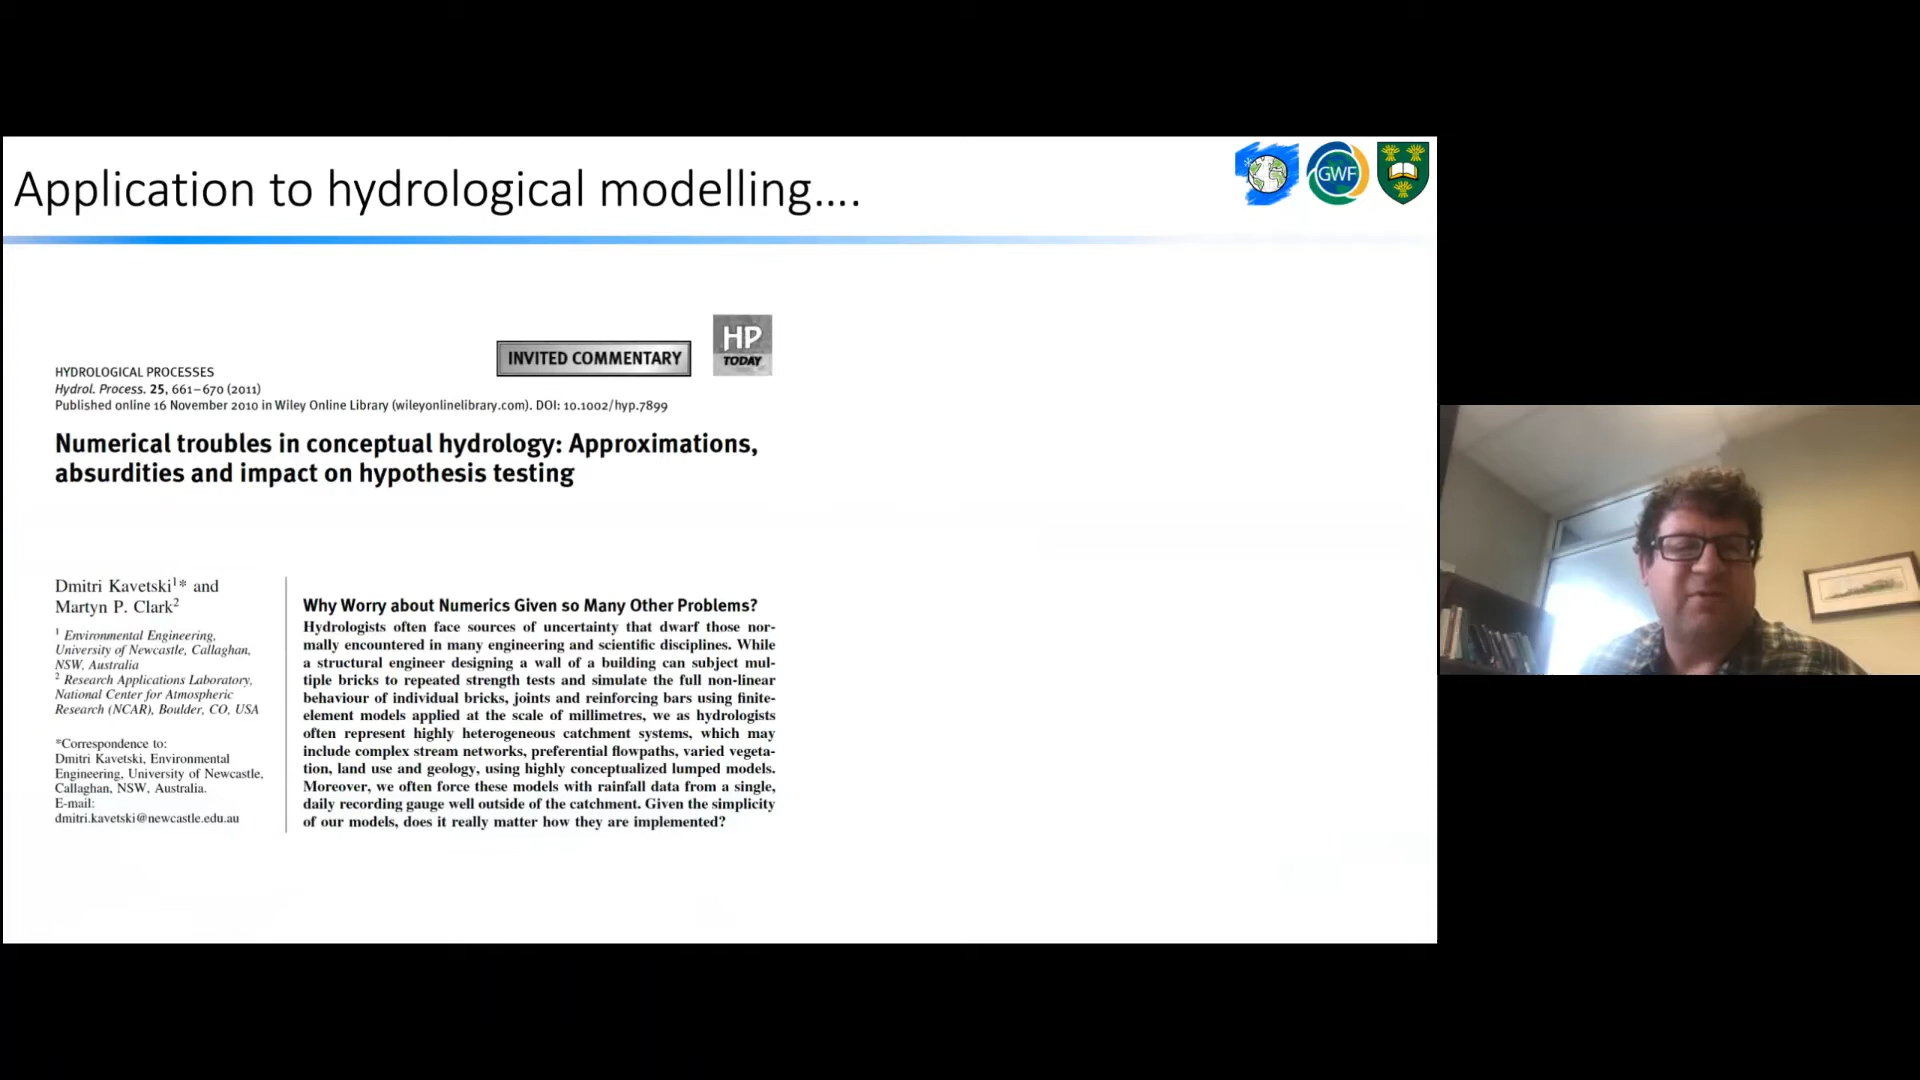 Application to hydrological modelling....
GWF
INVITED COMMENTARY
HP
TODAY
HYDROLOGICAL PROCESSES
Hydrol. Process. 25, 661–670 (2011)
Published online 16 November 2010 in Wiley Online Library (wileyonlinelibrary.com). DOI: 10.1002/hyp.7899
Numerical troubles in conceptual hydrology: Approximations,
absurdities and impact on hypothesis testing
Dmitri Kavetski¹* and
Martyn P. Clark²
¹ Environmental Engineering,
University of Newcastle, Callaghan,
NSW, Australia
² Research Applications Laboratory,
National Center for Atmospheric
Research (NCAR), Boulder, CO, USA
*Correspondence to:
Dmitri Kavetski, Environmental
Engineering, University of Newcastle,
Callaghan, NSW, Australia.
E-mail:
dmitri.kavetski@newcastle.edu.au
Why Worry about Numerics Given so Many Other Problems?
Hydrologists often face sources of uncertainty that dwarf those nor-
mally encountered in many engineering and scientific disciplines. While
a structural engineer designing a wall of a building can subject mul-
tiple bricks to repeated strength tests and simulate the full non-linear
behaviour of individual bricks, joints and reinforcing bars using finite-
element models applied at the scale of millimetres, we as hydrologists
often represent highly heterogeneous catchment systems, which may
include complex stream networks, preferential flowpaths, varied vegeta-
tion, land use and geology, using highly conceptualized lumped models.
Moreover, we often force these models with rainfall data from a single,
daily recording gauge well outside of the catchment. Given the simplicity
of our models, does it really matter how they are implemented?